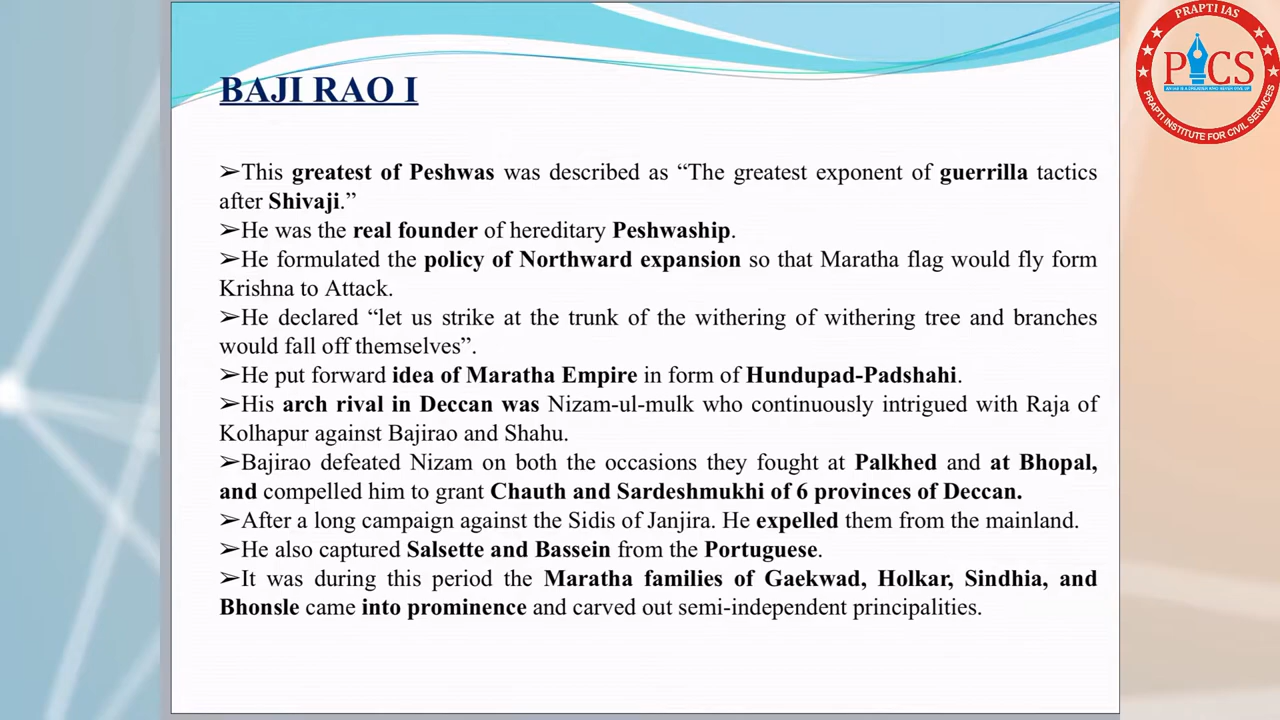 BAJI RAO I
➢This greatest of Peshwas was described as “The greatest exponent of guerrilla tactics
after Shivaji.”
➢He was the real founder of hereditary Peshwaship.
➢He formulated the policy of Northward expansion so that Maratha flag would fly form
Krishna to Attack.
➢He declared “let us strike at the trunk of the withering of withering tree and branches
would fall off themselves”.
➢He put forward idea of Maratha Empire in form of Hundupad-Padshahi.
➢His arch rival in Deccan was Nizam-ul-mulk who continuously intrigued with Raja of
Kolhapur against Bajirao and Shahu.
➢Bajirao defeated Nizam on both the occasions they fought at Palkhed and at Bhopal,
and compelled him to grant Chauth and Sardeshmukhi of 6 provinces of Deccan.
➢After a long campaign against the Sidis of Janjira. He expelled them from the mainland.
➢He also captured Salsette and Bassein from the Portuguese.
➢It was during this period the Maratha families of Gaekwad, Holkar, Sindhia, and
Bhonsle came into prominence and carved out semi-independent principalities.
PRAPTI IAS
PICS
PRAPTI INSTITUTE FOR CIVIL SERVICES